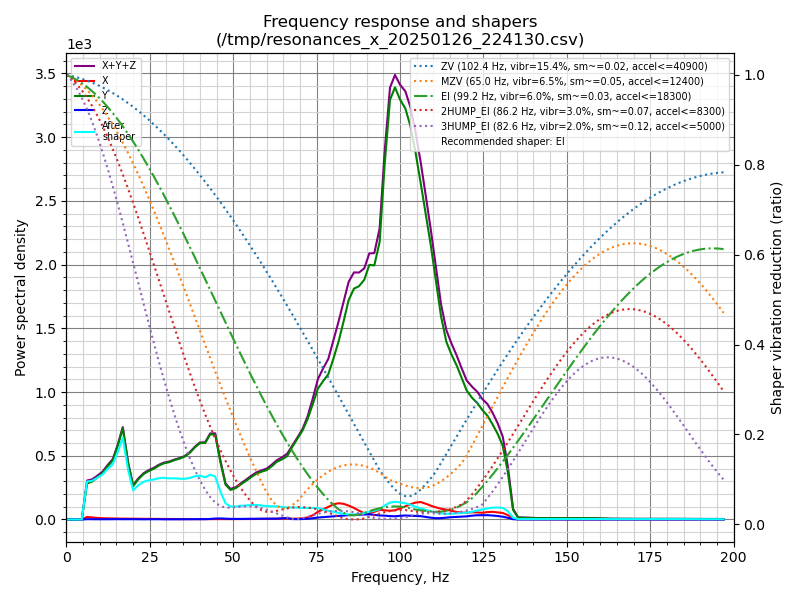 Frequency response and shapers
(/tmp/resonances_x_20250126_224130.csv)
1e3
X+Y+Z
X
Y
Z
After
shaper
ZV (102.4 Hz, vibr=15.4%, sm~=0.02, accel<=40900)
MZV (65.0 Hz, vibr=6.5%, sm~=0.05, accel<=12400)
EI (99.2 Hz, vibr=6.0%, sm~=0.03, accel<=18300)
2HUMP_EI (86.2 Hz, vibr=3.0%, sm~=0.07, accel<=8300)
3HUMP_EI (82.6 Hz, vibr=2.0%, sm~=0.12, accel<=5000)
Recommended shaper: EI
3.5
3.0
2.5
2.0
1.5
1.0
0.5
0.0
Power spectral density
1.0
0.8
0.6
0.4
0.2
0.0
Shaper vibration reduction (ratio)
0 25 50 75 100 125 150 175 200
Frequency, Hz